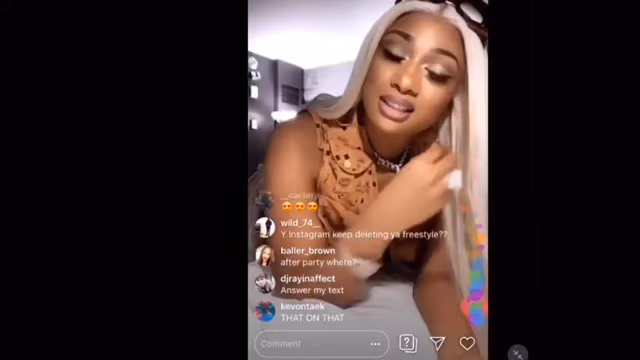 😍😍😍
wild_74_
Y Instagram keep deleting ya freestyle??
baller_brown
after party where?
djrayinaffect
Answer my text
kevontaek
THAT ON THAT
Comment